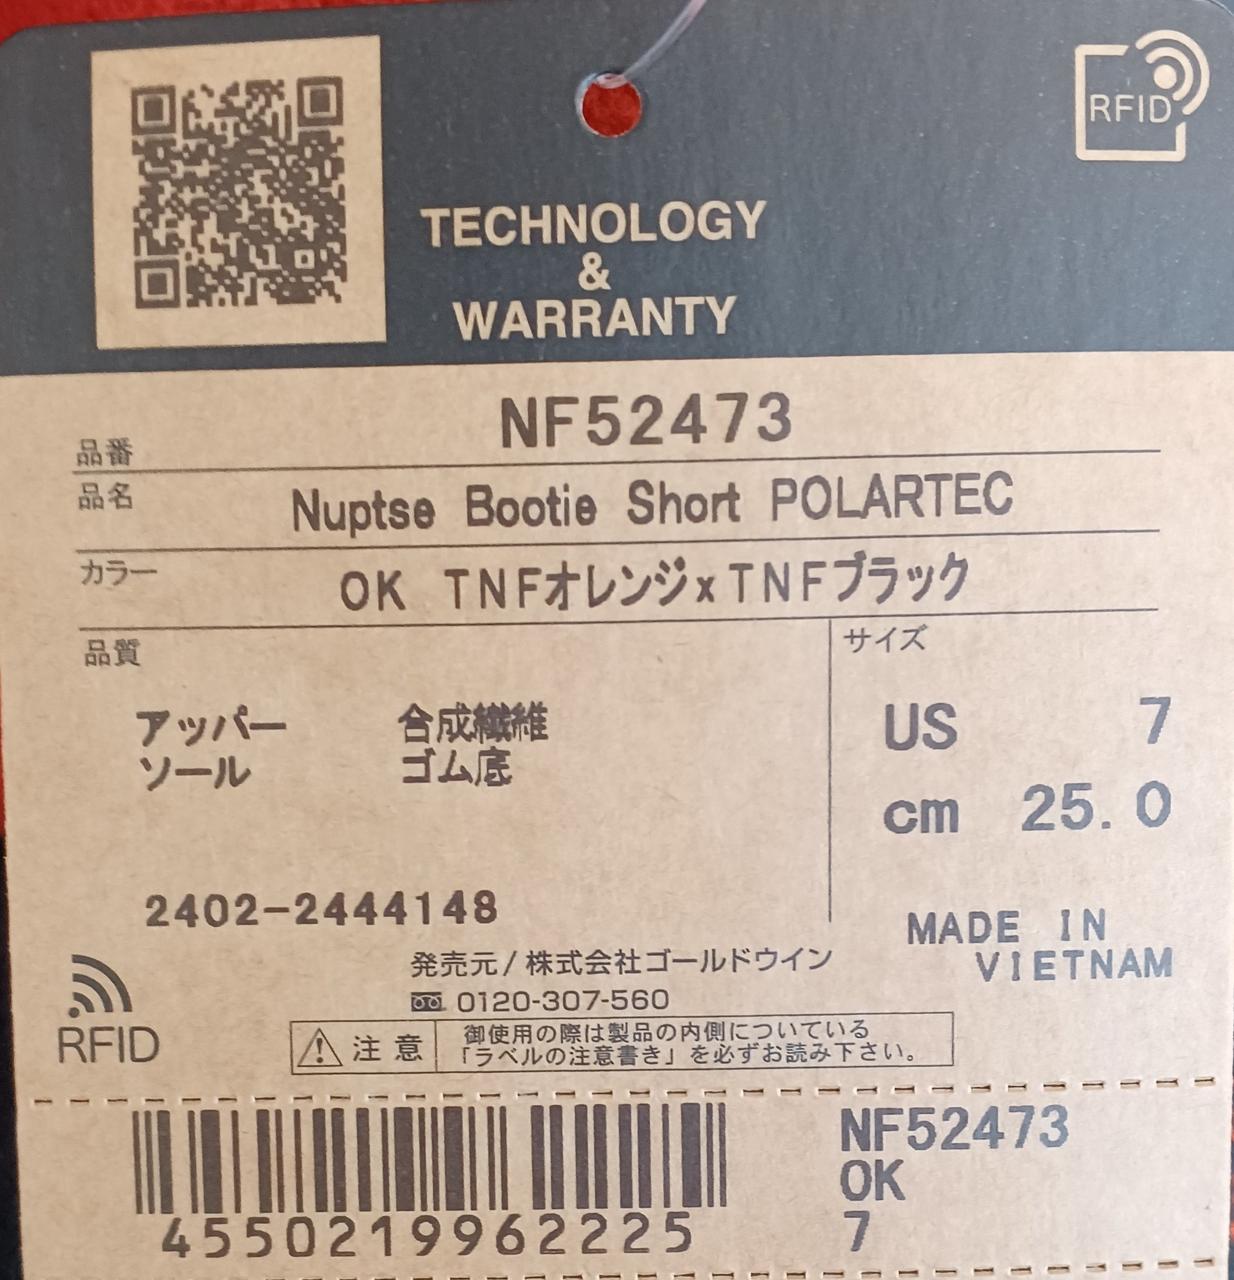 RFID
TECHNOLOGY
&
WARRANTY
品番 NF52473
品名 Nuptse Bootie Short POLARTEC
カラー OK TNFオレンジxTNFブラック
品質
アッパー 合成繊維
ソール ゴム底
サイズ
US 7
cm 25.0
2402-2444148
MADE IN
VIETNAM
RFID
発売元/株式会社ゴールドウイン
0120-307-560
注意
御使用の際は製品の内側についている
「ラベルの注意書き」を必ずお読み下さい。
4550219962225
NF52473
OK
7